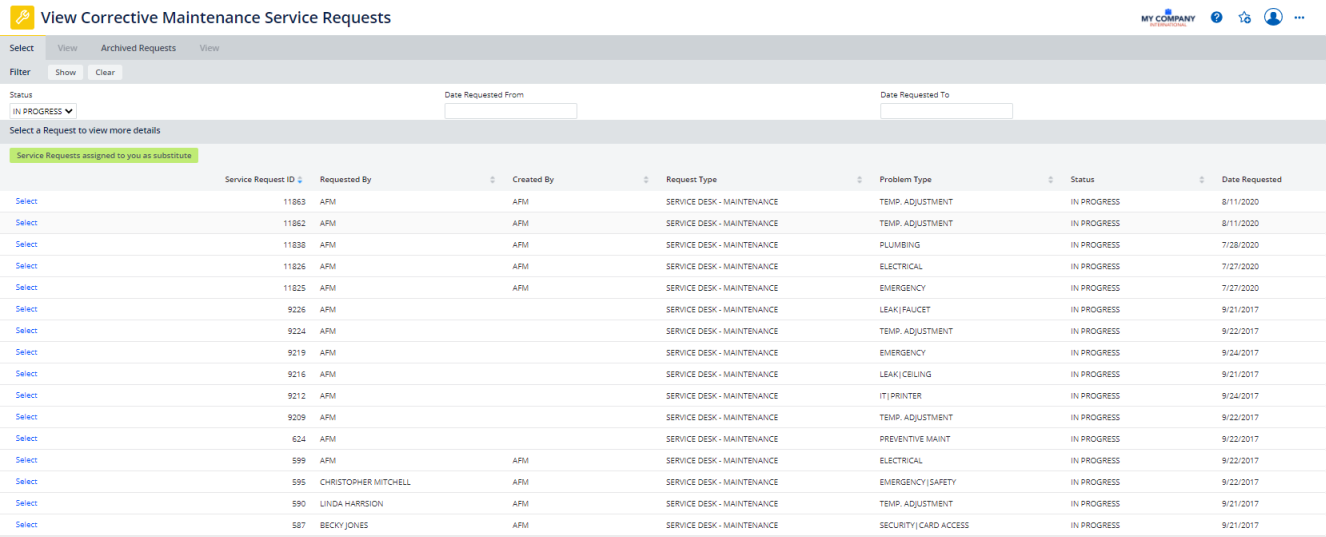 View Corrective Maintenance Service Requests
MY COMPANY
INTERNATIONAL
?
Select View Archived Requests View
Filter Show Clear
Status Date Requested From Date Requested To
IN PROGRESS
Select a Request to view more details
Service Requests assigned to you as substitute
Service Request ID Requested By Created By Request Type Problem Type Status Date Requested
Select 11863 AFM AFM SERVICE DESK - MAINTENANCE TEMP. ADJUSTMENT IN PROGRESS 8/11/2020
Select 11862 AFM AFM SERVICE DESK - MAINTENANCE TEMP. ADJUSTMENT IN PROGRESS 8/11/2020
Select 11838 AFM AFM SERVICE DESK - MAINTENANCE PLUMBING IN PROGRESS 7/28/2020
Select 11826 AFM AFM SERVICE DESK - MAINTENANCE ELECTRICAL IN PROGRESS 7/27/2020
Select 11825 AFM AFM SERVICE DESK - MAINTENANCE EMERGENCY IN PROGRESS 7/27/2020
Select 9226 AFM SERVICE DESK - MAINTENANCE LEAK|FAUCET IN PROGRESS 9/21/2017
Select 9224 AFM SERVICE DESK - MAINTENANCE TEMP. ADJUSTMENT IN PROGRESS 9/22/2017
Select 9219 AFM SERVICE DESK - MAINTENANCE EMERGENCY IN PROGRESS 9/24/2017
Select 9216 AFM SERVICE DESK - MAINTENANCE LEAK|CEILING IN PROGRESS 9/21/2017
Select 9212 AFM SERVICE DESK - MAINTENANCE IT|PRINTER IN PROGRESS 9/24/2017
Select 9209 AFM SERVICE DESK - MAINTENANCE TEMP. ADJUSTMENT IN PROGRESS 9/22/2017
Select 624 AFM SERVICE DESK - MAINTENANCE PREVENTIVE MAINT IN PROGRESS 9/22/2017
Select 599 AFM AFM SERVICE DESK - MAINTENANCE ELECTRICAL IN PROGRESS 9/22/2017
Select 595 CHRISTOPHER MITCHELL AFM SERVICE DESK - MAINTENANCE EMERGENCY|SAFETY IN PROGRESS 9/22/2017
Select 590 LINDA HARRSION AFM SERVICE DESK - MAINTENANCE TEMP. ADJUSTMENT IN PROGRESS 9/21/2017
Select 587 BECKY JONES AFM SERVICE DESK - MAINTENANCE SECURITY|CARD ACCESS IN PROGRESS 9/21/2017